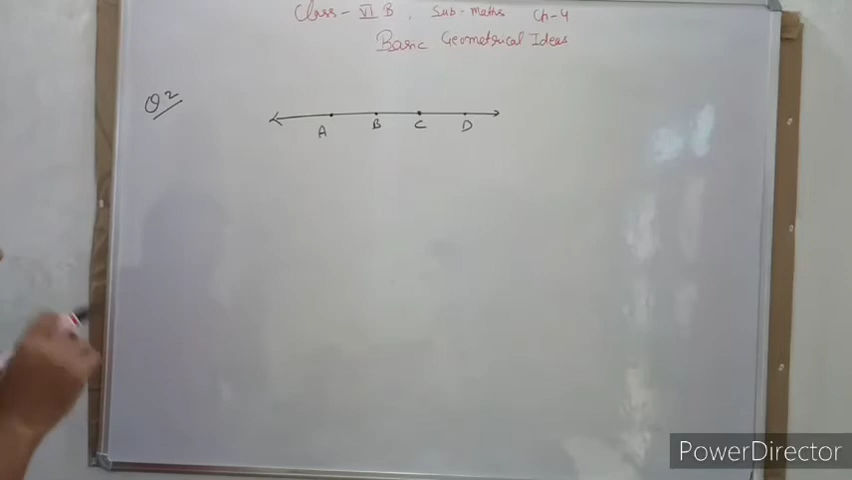 Class - VI B , Sub - Maths Ch-4
Basic Geometrical Ideas
Q2
A B C D
PowerDirector